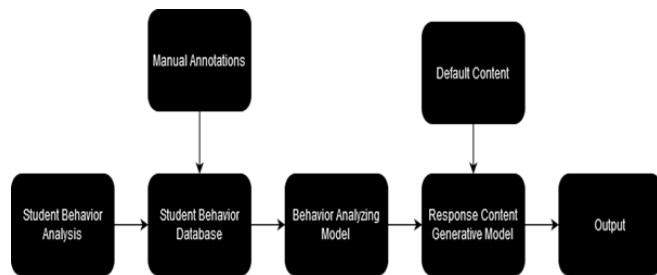 Manual Annotations
Default Content
Student Behavior
Analysis
Student Behavior
Database
Behavior Analyzing
Model
Response Content
Generative Model
Output